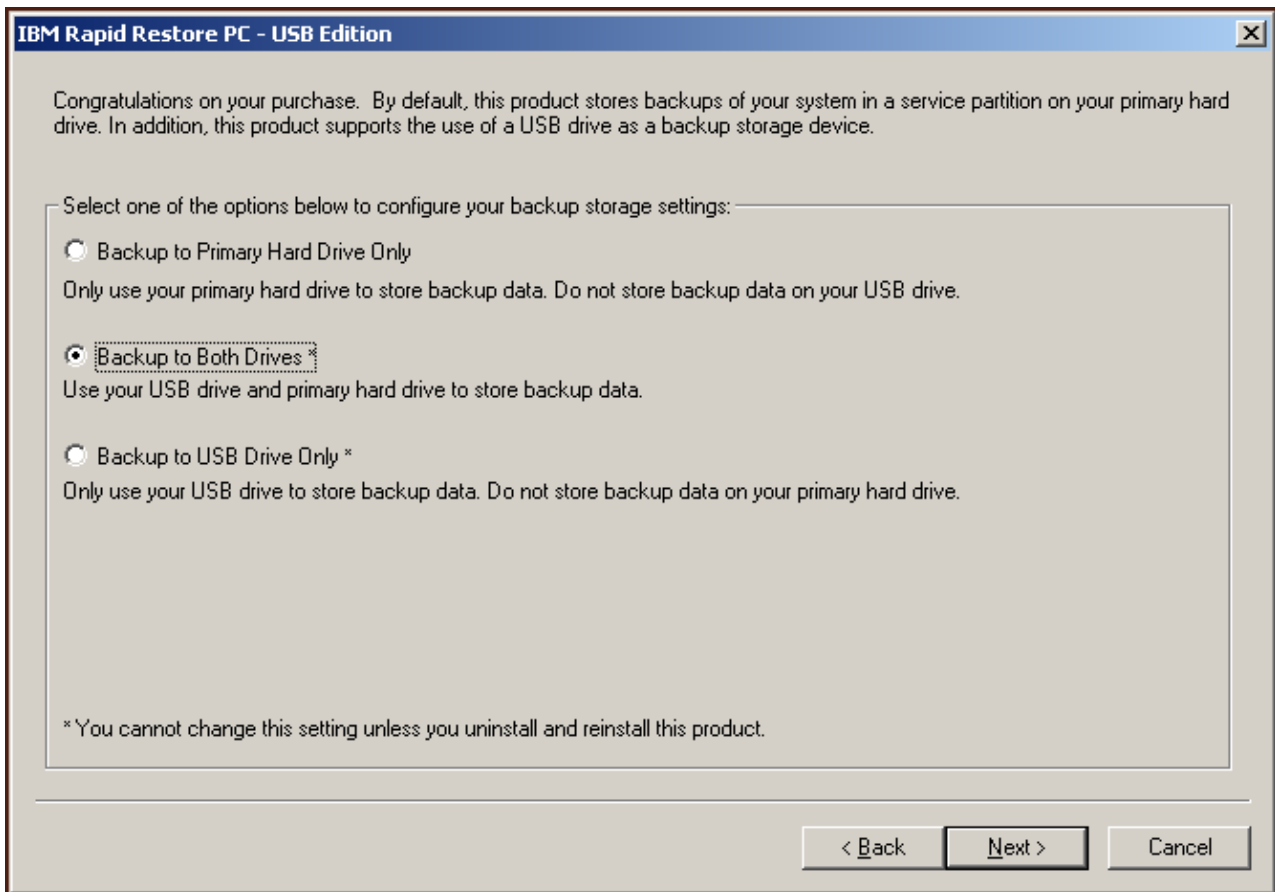 IBM Rapid Restore PC - USB Edition
Congratulations on your purchase.  By default, this product stores backups of your system in a service partition on your primary hard
drive. In addition, this product supports the use of a USB drive as a backup storage device.
Select one of the options below to configure your backup storage settings:
Backup to Primary Hard Drive Only
Only use your primary hard drive to store backup data. Do not store backup data on your USB drive.
Backup to Both Drives *
Use your USB drive and primary hard drive to store backup data.
Backup to USB Drive Only *
Only use your USB drive to store backup data. Do not store backup data on your primary hard drive.
* You cannot change this setting unless you uninstall and reinstall this product.
< Back Next > Cancel